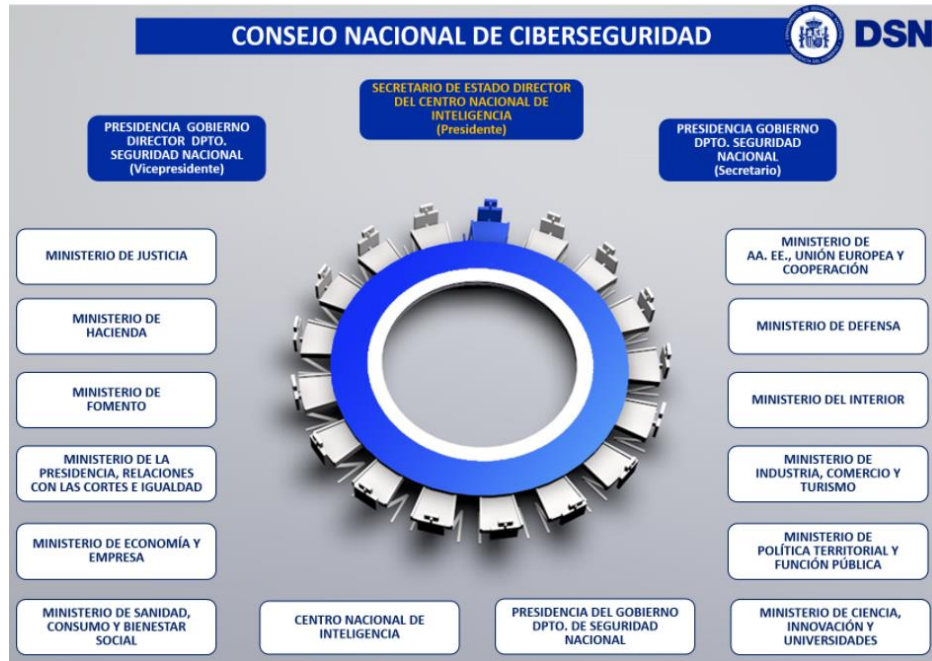 CONSEJO NACIONAL DE CIBERSEGURIDAD
DSN
SECRETARIO DE ESTADO DIRECTOR
DEL CENTRO NACIONAL DE
INTELIGENCIA
(Presidente)
PRESIDENCIA GOBIERNO
DIRECTOR DPTO.
SEGURIDAD NACIONAL
(Vicepresidente)
PRESIDENCIA GOBIERNO
DPTO. SEGURIDAD
NACIONAL
(Secretario)
MINISTERIO DE JUSTICIA
MINISTERIO DE
HACIENDA
MINISTERIO DE
FOMENTO
MINISTERIO DE LA
PRESIDENCIA, RELACIONES
CON LAS CORTES E IGUALDAD
MINISTERIO DE ECONOMÍA Y
EMPRESA
MINISTERIO DE SANIDAD,
CONSUMO Y BIENESTAR
SOCIAL
CENTRO NACIONAL DE
INTELIGENCIA
PRESIDENCIA DEL GOBIERNO
DPTO. DE SEGURIDAD
NACIONAL
MINISTERIO DE
AA. EE., UNIÓN EUROPEA Y
COOPERACIÓN
MINISTERIO DE DEFENSA
MINISTERIO DEL INTERIOR
MINISTERIO DE
INDUSTRIA, COMERCIO Y
TURISMO
MINISTERIO DE
POLÍTICA TERRITORIAL Y
FUNCIÓN PÚBLICA
MINISTERIO DE CIENCIA,
INNOVACIÓN Y
UNIVERSIDADES